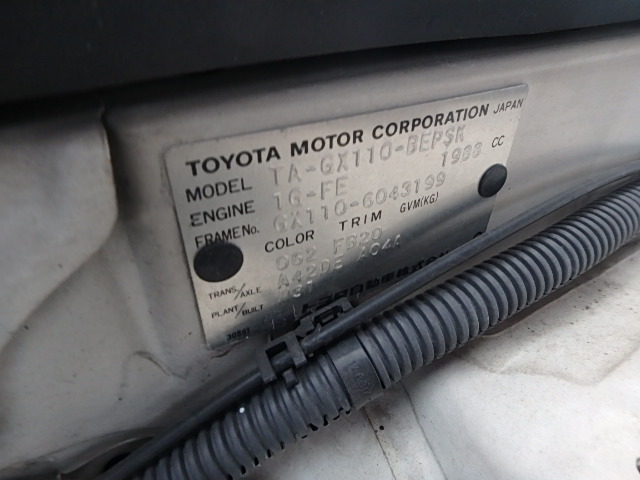 TOYOTA MOTOR CORPORATION JAPAN
MODEL TA-GX110-BEPSK
ENGINE 1G-FE 1988 CC
FRAME No. GX110-6043199
COLOR TRIM GVM(KG)
062 FB20
TRANS/AXLE A42DE A04A
PLANT/BUILT